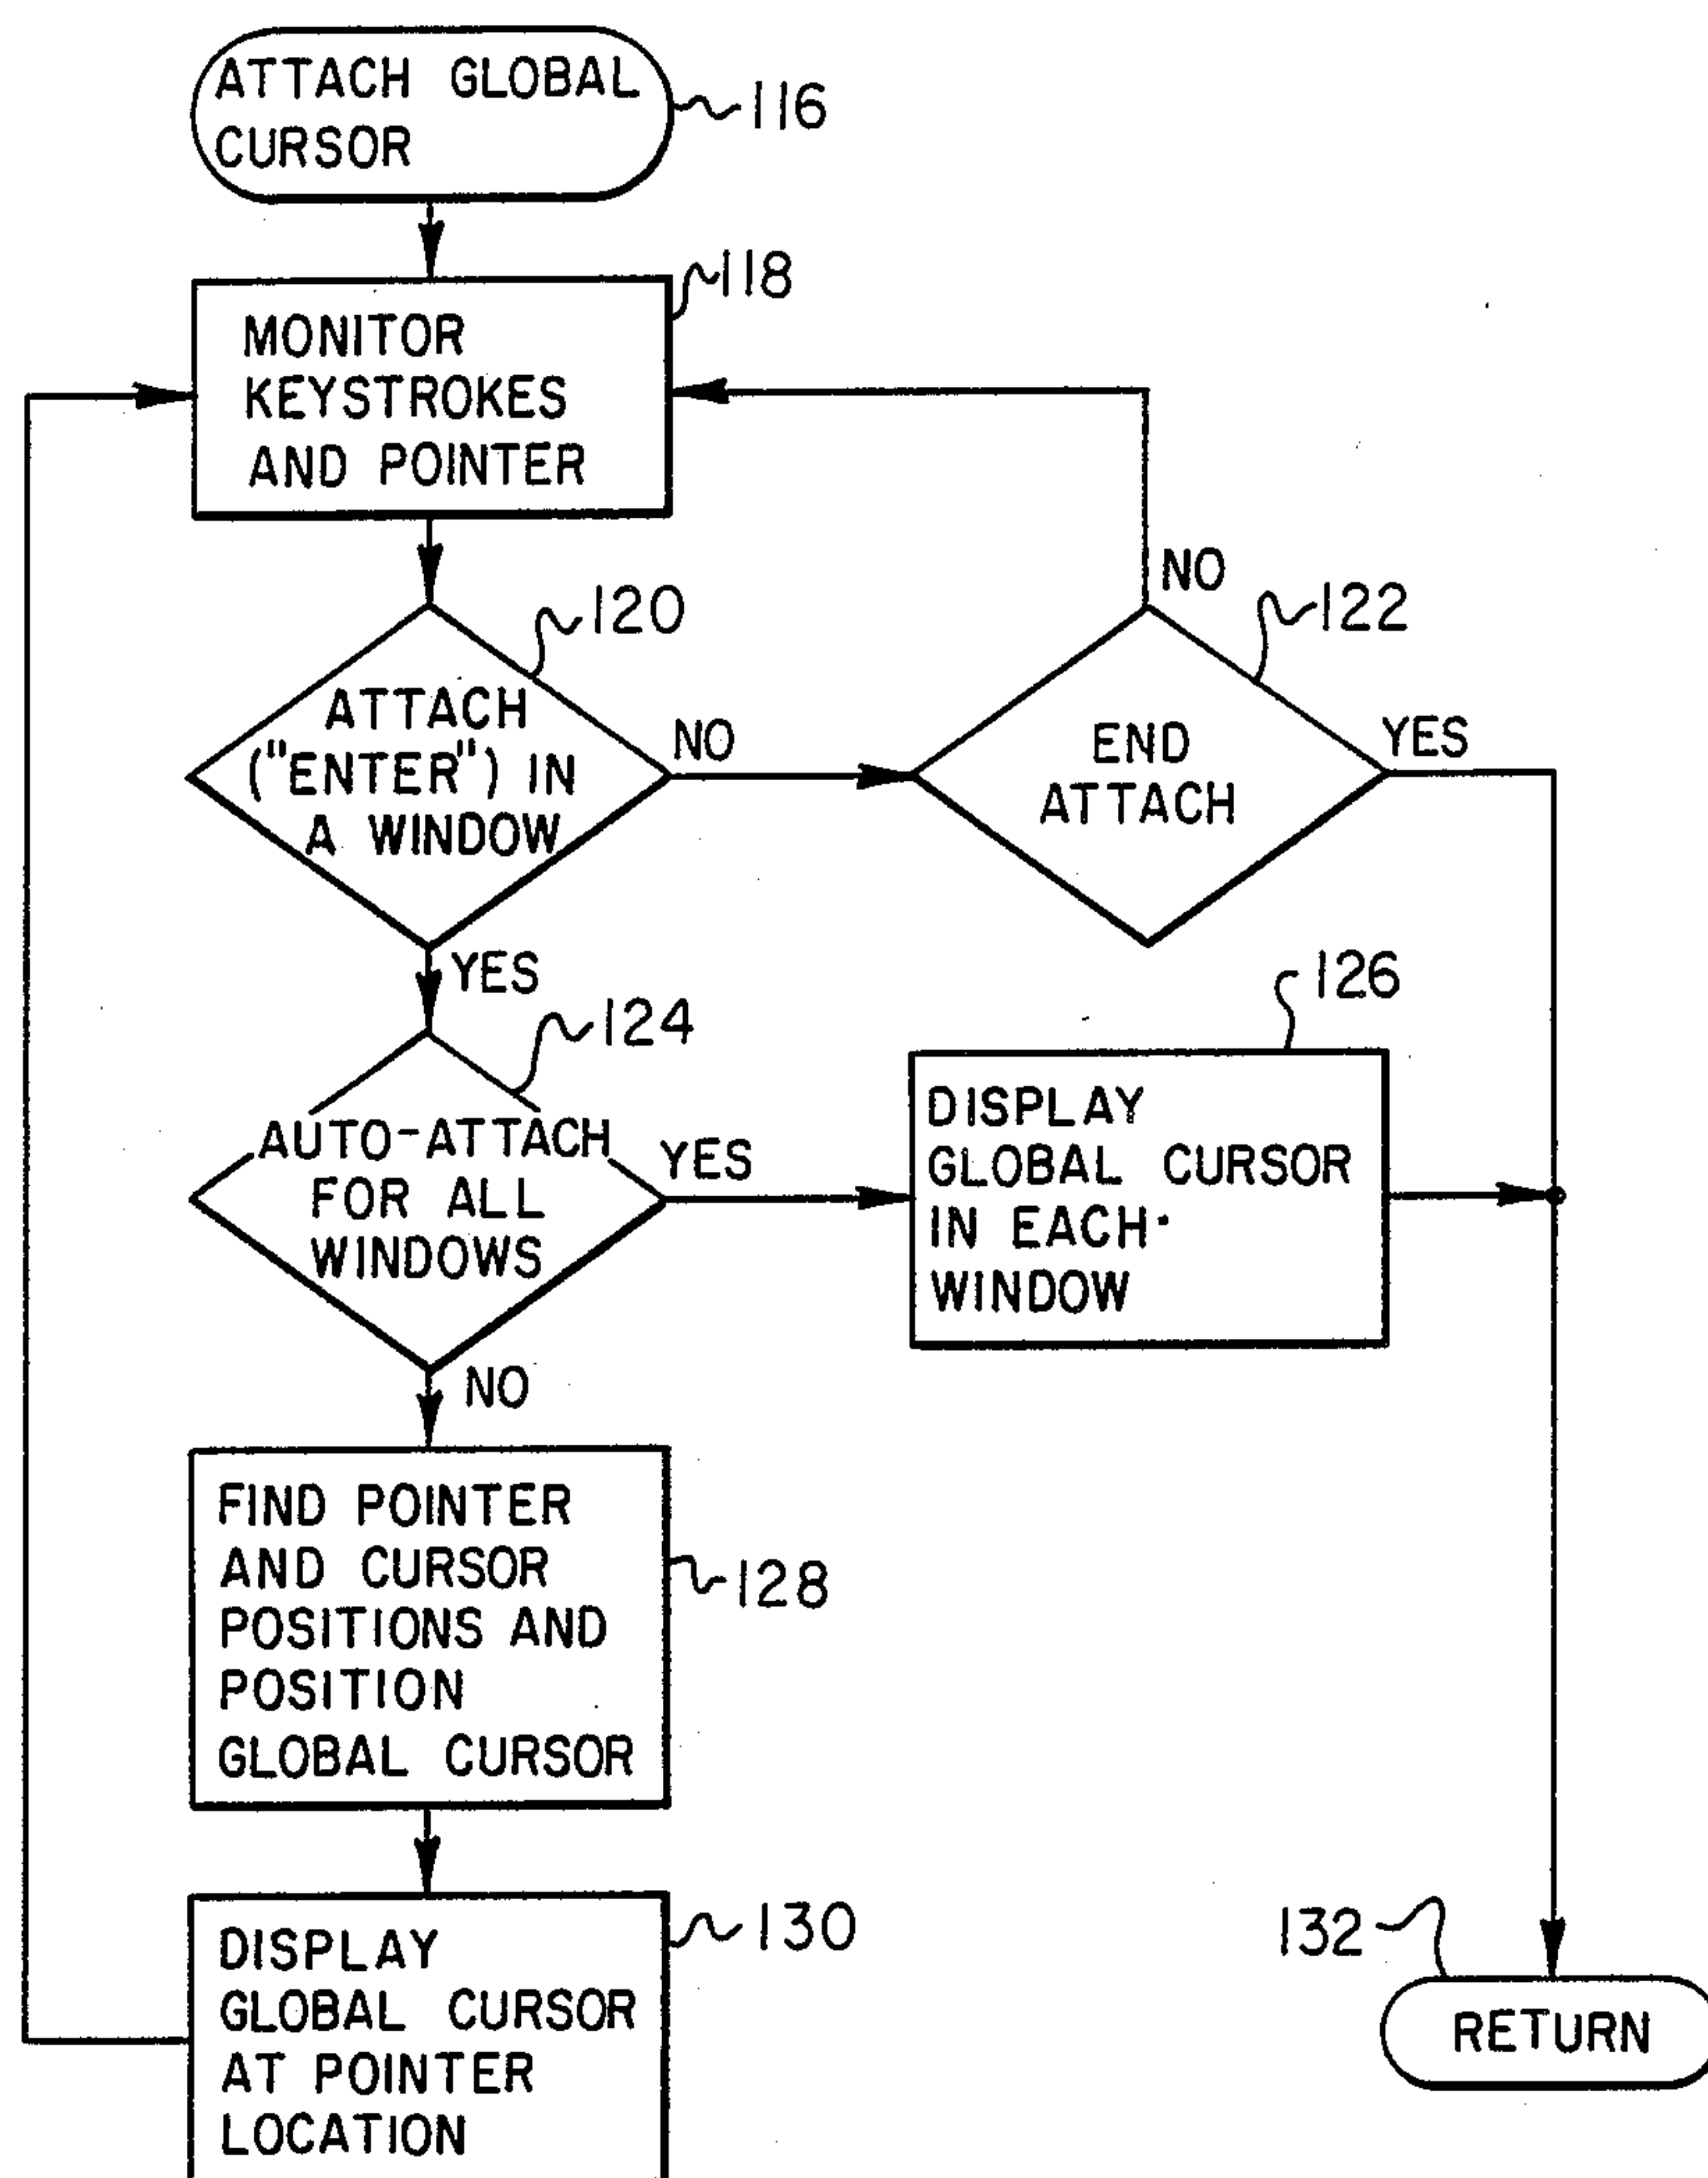 ATTACH GLOBAL
CURSOR
116
118
MONITOR
KEYSTROKES
AND POINTER
120
ATTACH
("ENTER") IN
A WINDOW
NO
NO
122
END
ATTACH
YES
YES
124
AUTO-ATTACH
FOR ALL
WINDOWS
YES
126
DISPLAY
GLOBAL CURSOR
IN EACH
WINDOW
NO
FIND POINTER
AND CURSOR
POSITIONS AND
POSITION
GLOBAL CURSOR
128
130
DISPLAY
GLOBAL CURSOR
AT POINTER
LOCATION
132
RETURN